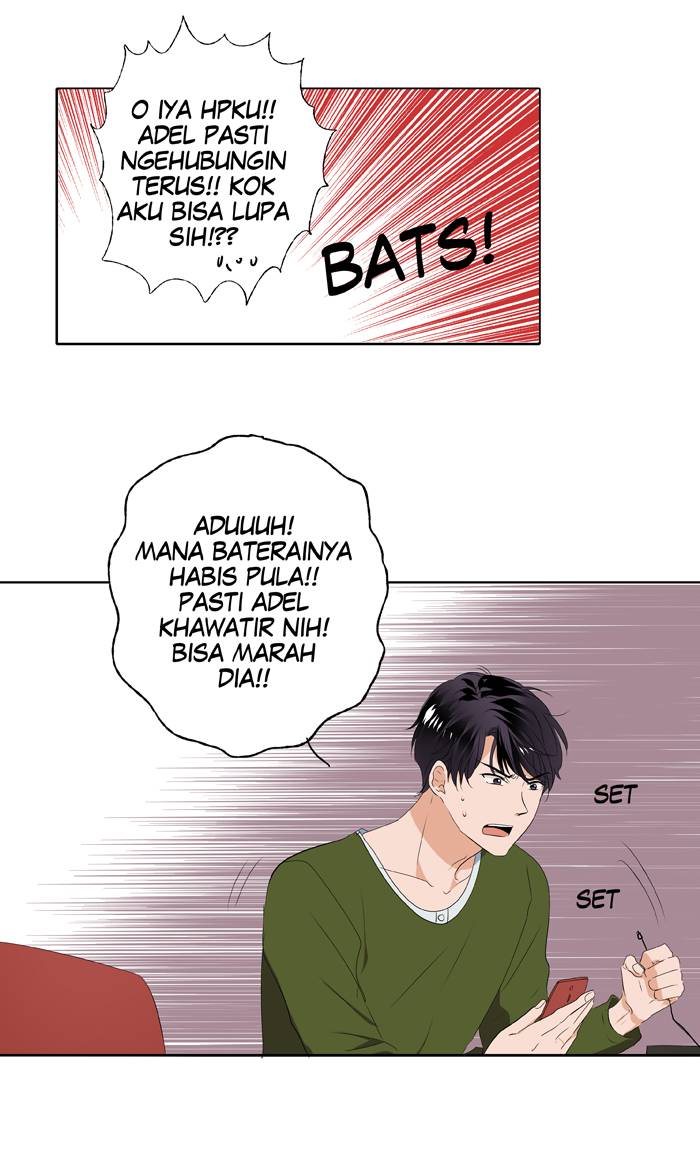 O IYA HPKU!!
ADEL PASTI
NGEHUBUNGIN
TERUS!! KOK
AKU BISA LUPA
SIH!??
BATS!
ADUUUH!
MANA BATERAINYA
HABIS PULA!!
PASTI ADEL
KHAWATIR NIH!
BISA MARAH
DIA!!
SET
SET